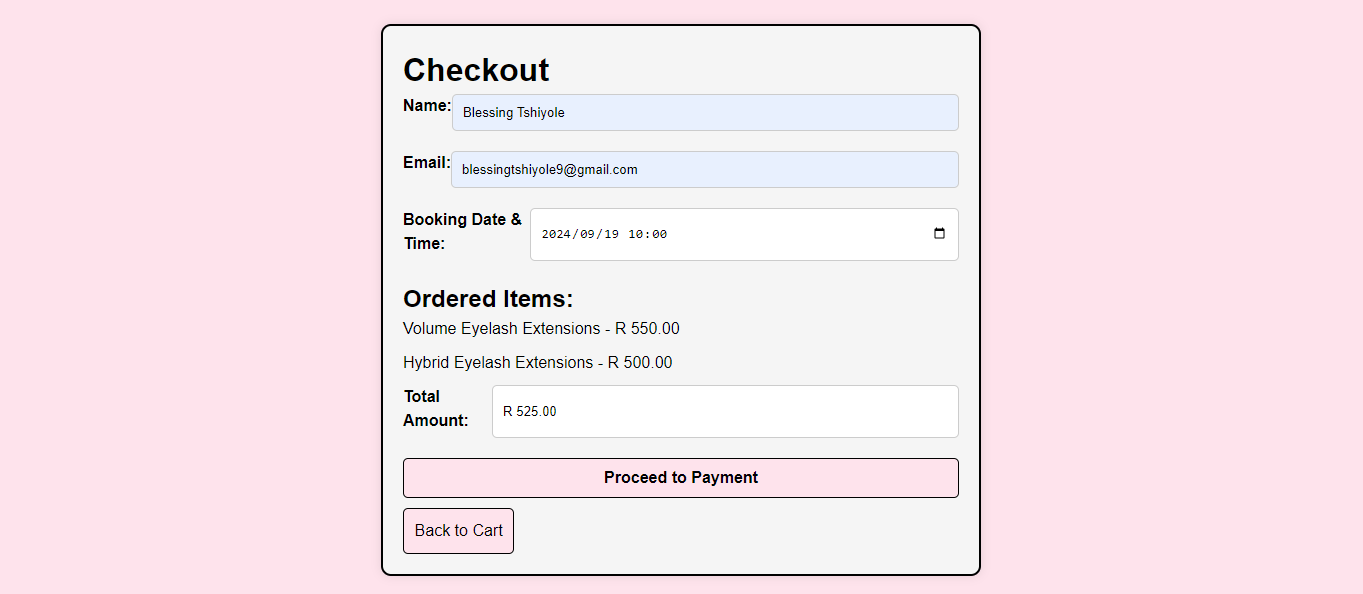 Checkout
Name: Blessing Tshiyole
Email: blessingtshiyole9@gmail.com
Booking Date & 2024/09/19 10:00
Time:
Ordered Items:
Volume Eyelash Extensions - R 550.00
Hybrid Eyelash Extensions - R 500.00
Total R 525.00
Amount:
Proceed to Payment
Back to Cart